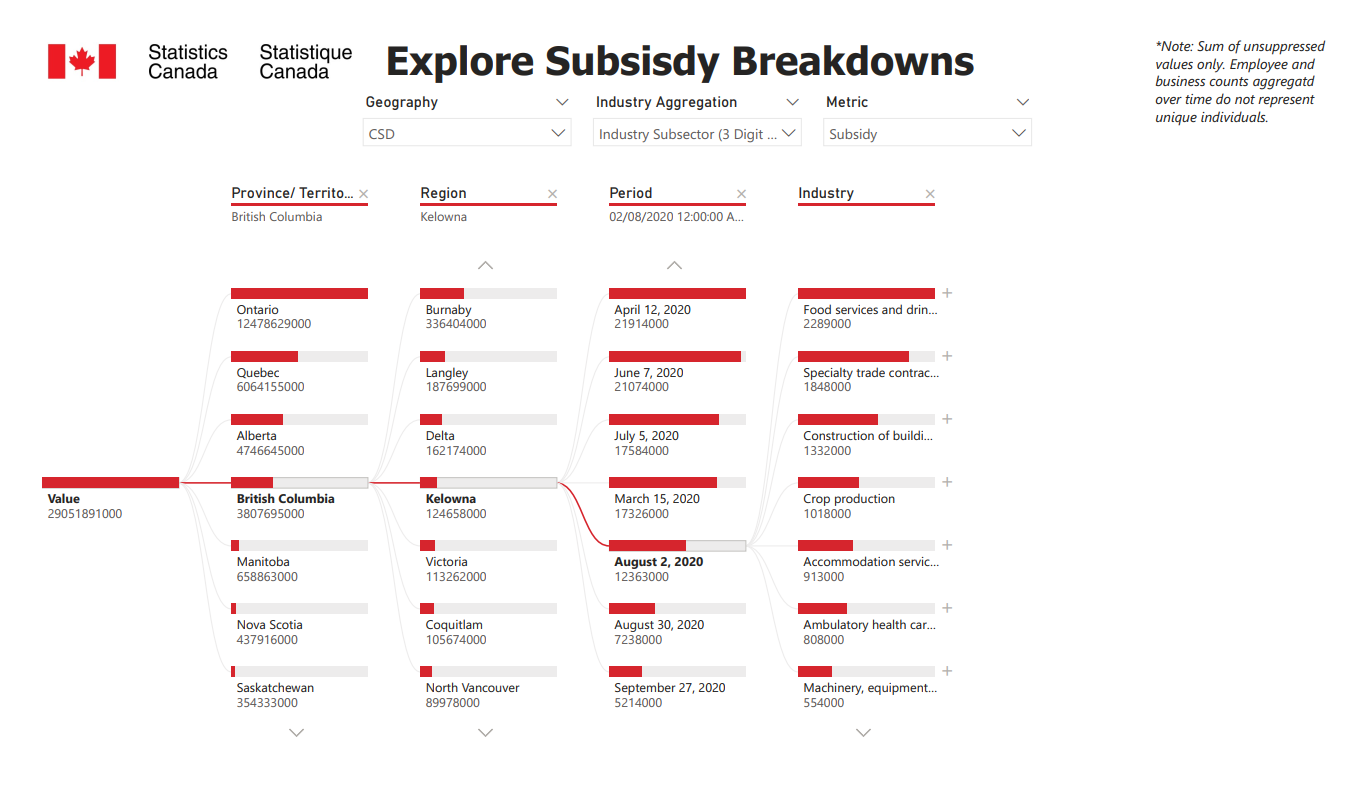 Statistics
Canada
Statistique
Canada
Explore Subsisdy Breakdowns
*Note: Sum of unsuppressed
values only. Employee and
business counts aggregatd
over time do not represent
unique individuals.
Geography
CSD
Industry Aggregation
Industry Subsector (3 Digit ...
Metric
Subsidy
Province/ Territo...
British Columbia
Region
Kelowna
Period
02/08/2020 12:00:00 A...
Industry
Value
29051891000
Ontario
12478629000
Quebec
6064155000
Alberta
4746645000
British Columbia
3807695000
Manitoba
658863000
Nova Scotia
437916000
Saskatchewan
354333000
Burnaby
336404000
Langley
187699000
Delta
162174000
Kelowna
124658000
Victoria
113262000
Coquitlam
105674000
North Vancouver
89978000
April 12, 2020
21914000
June 7, 2020
21074000
July 5, 2020
17584000
March 15, 2020
17326000
August 2, 2020
12363000
August 30, 2020
7238000
September 27, 2020
5214000
Food services and drin...
2289000
Specialty trade contrac...
1848000
Construction of buildi...
1332000
Crop production
1018000
Accommodation servic...
913000
Ambulatory health car...
808000
Machinery, equipment...
554000